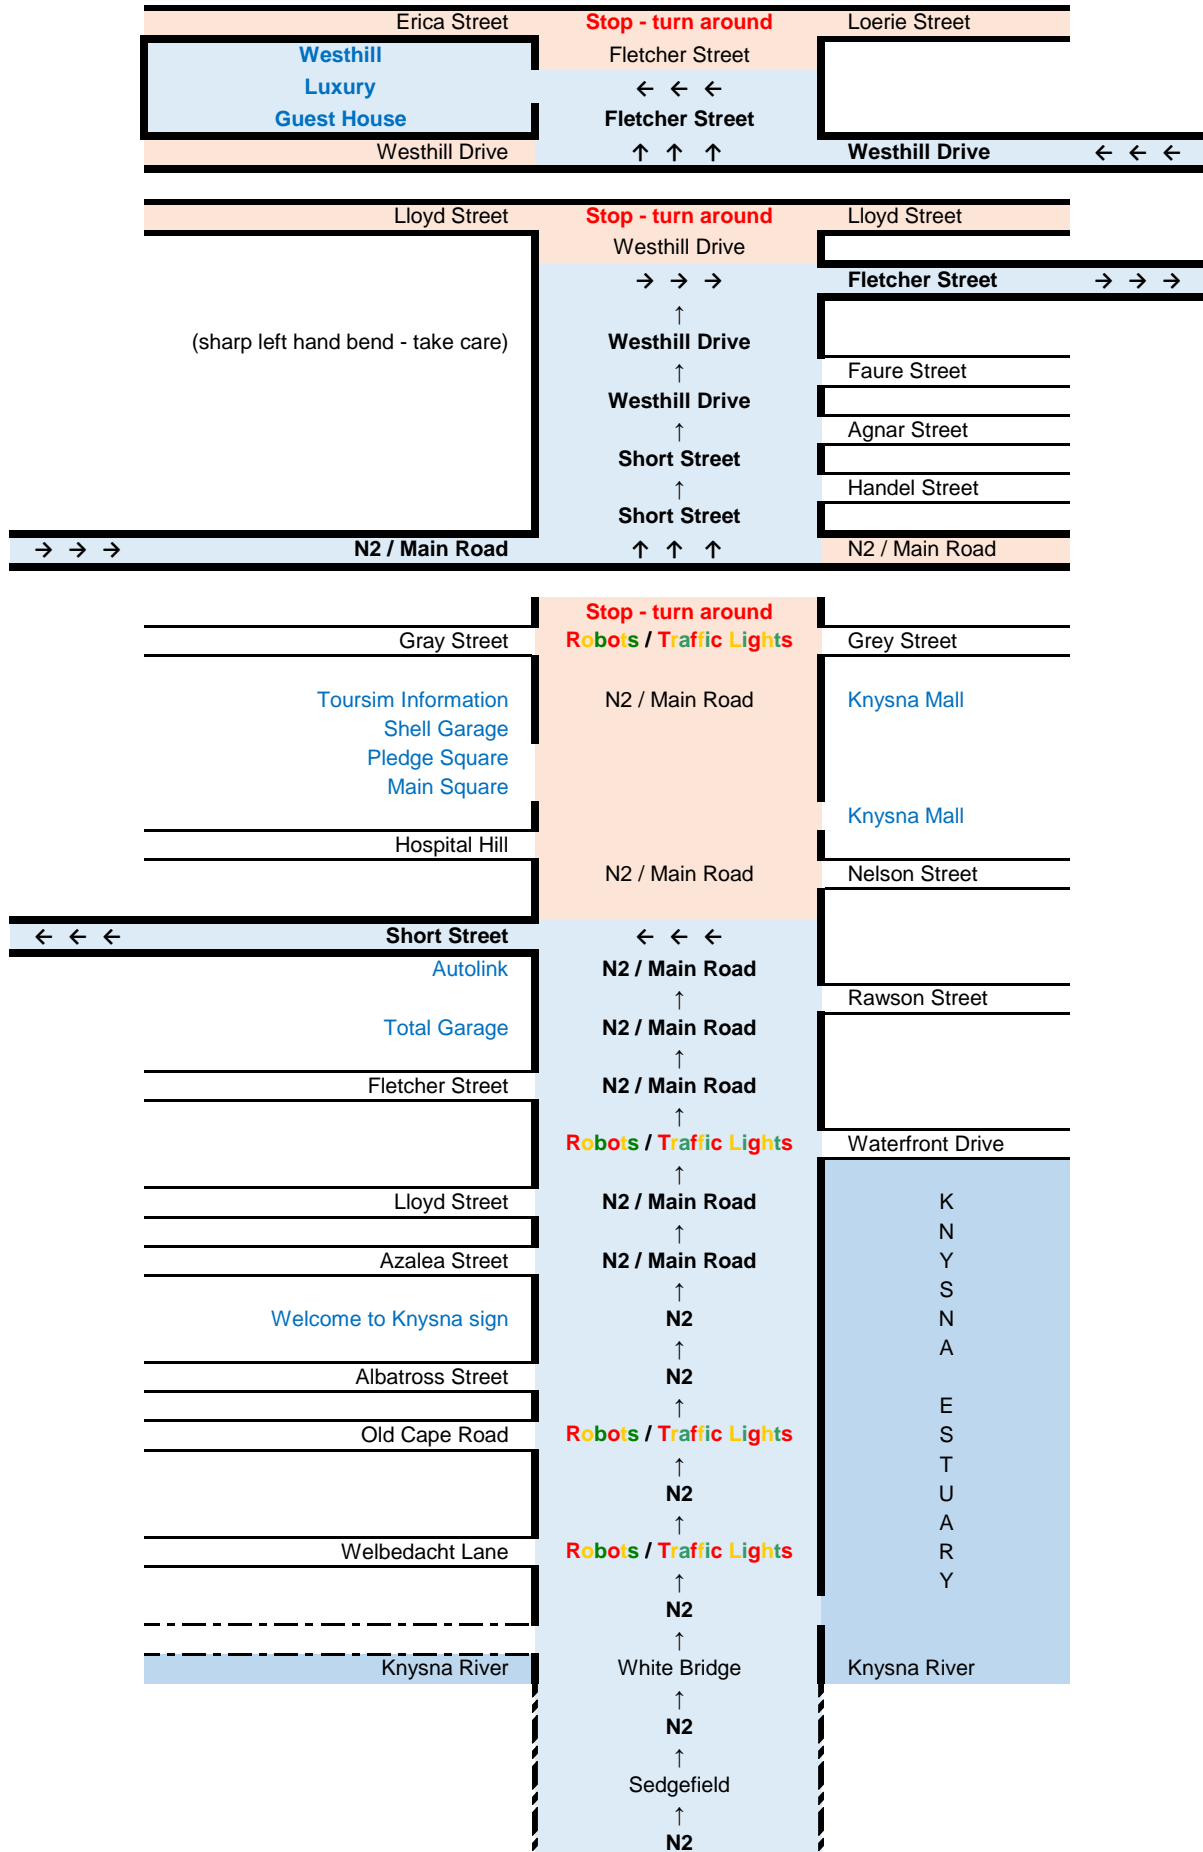 Erica Street Stop - turn around Loerie Street
Westhill Fletcher Street
Luxury ← ← ←
Guest House Fletcher Street
Westhill Drive ↑ ↑ ↑ Westhill Drive ← ← ←
Lloyd Street Stop - turn around Lloyd Street
Westhill Drive
→ → → Fletcher Street → → →
↑
(sharp left hand bend - take care) Westhill Drive
↑ Faure Street
Westhill Drive
↑ Agnar Street
Short Street
↑ Handel Street
Short Street
→ → → N2 / Main Road ↑ ↑ ↑ N2 / Main Road
Stop - turn around
Gray Street Robots / Traffic Lights Grey Street
Toursim Information N2 / Main Road Knysna Mall
Shell Garage
Pledge Square
Main Square
Knysna Mall
Hospital Hill
N2 / Main Road Nelson Street
← ← ← Short Street ← ← ←
Autolink N2 / Main Road
↑ Rawson Street
Total Garage N2 / Main Road
↑
Fletcher Street N2 / Main Road
↑
Robots / Traffic Lights Waterfront Drive
↑
Lloyd Street N2 / Main Road K
↑ N
Azalea Street N2 / Main Road Y
↑ S
Welcome to Knysna sign N2 N
↑ A
Albatross Street N2
↑ E
Old Cape Road Robots / Traffic Lights S
↑ T
N2 U
↑ A
Welbedacht Lane Robots / Traffic Lights R
↑ Y
N2
↑
Knysna River White Bridge Knysna River
↑
N2
↑
Sedgefield
↑
N2